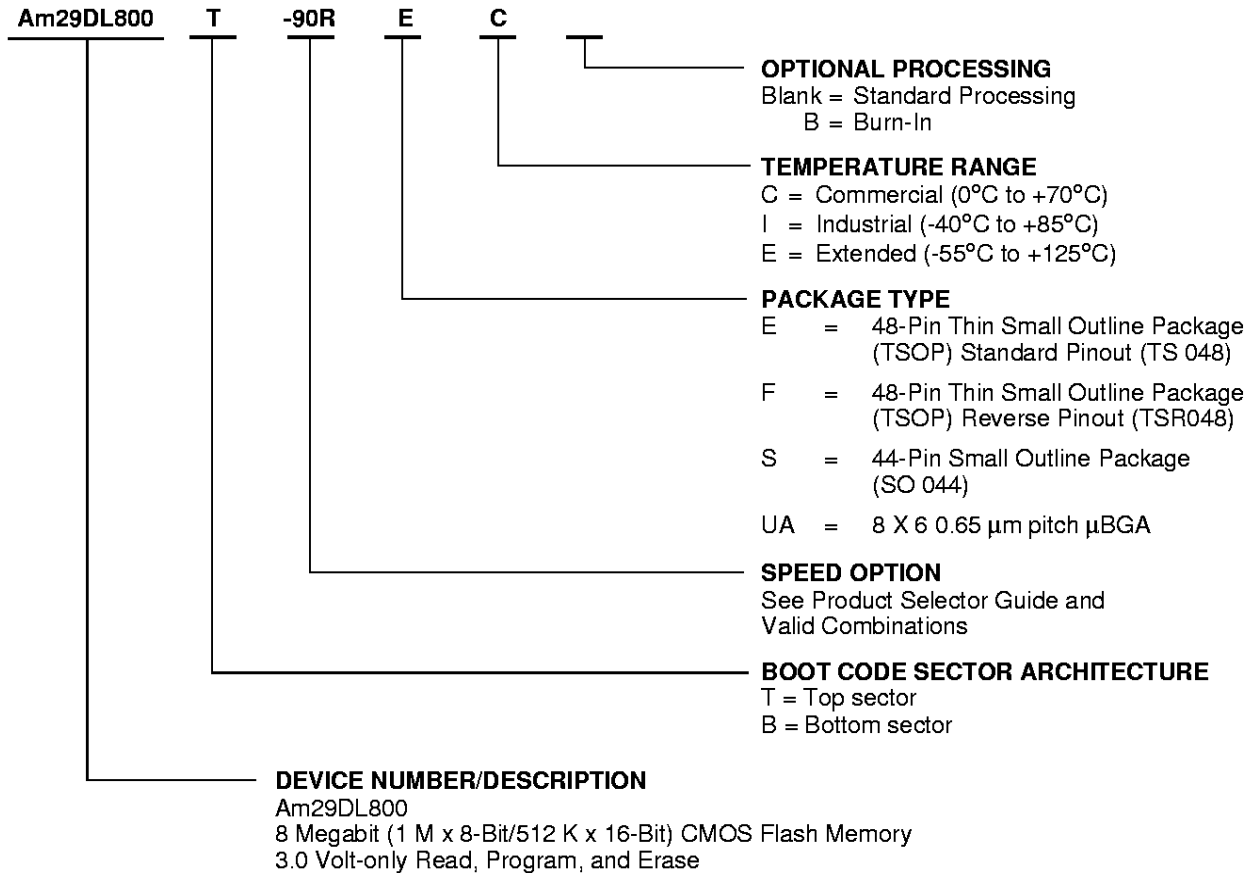 Am29DL800 T -90R E C
OPTIONAL PROCESSING
Blank = Standard Processing
B = Burn-In
TEMPERATURE RANGE
C = Commercial (0°C to +70°C)
I = Industrial (-40°C to +85°C)
E = Extended (-55°C to +125°C)
PACKAGE TYPE
E = 48-Pin Thin Small Outline Package
(TSOP) Standard Pinout (TS 048)
F = 48-Pin Thin Small Outline Package
(TSOP) Reverse Pinout (TSR048)
S = 44-Pin Small Outline Package
(SO 044)
UA = 8 X 6 0.65 µm pitch µBGA
SPEED OPTION
See Product Selector Guide and
Valid Combinations
BOOT CODE SECTOR ARCHITECTURE
T = Top sector
B = Bottom sector
DEVICE NUMBER/DESCRIPTION
Am29DL800
8 Megabit (1 M x 8-Bit/512 K x 16-Bit) CMOS Flash Memory
3.0 Volt-only Read, Program, and Erase